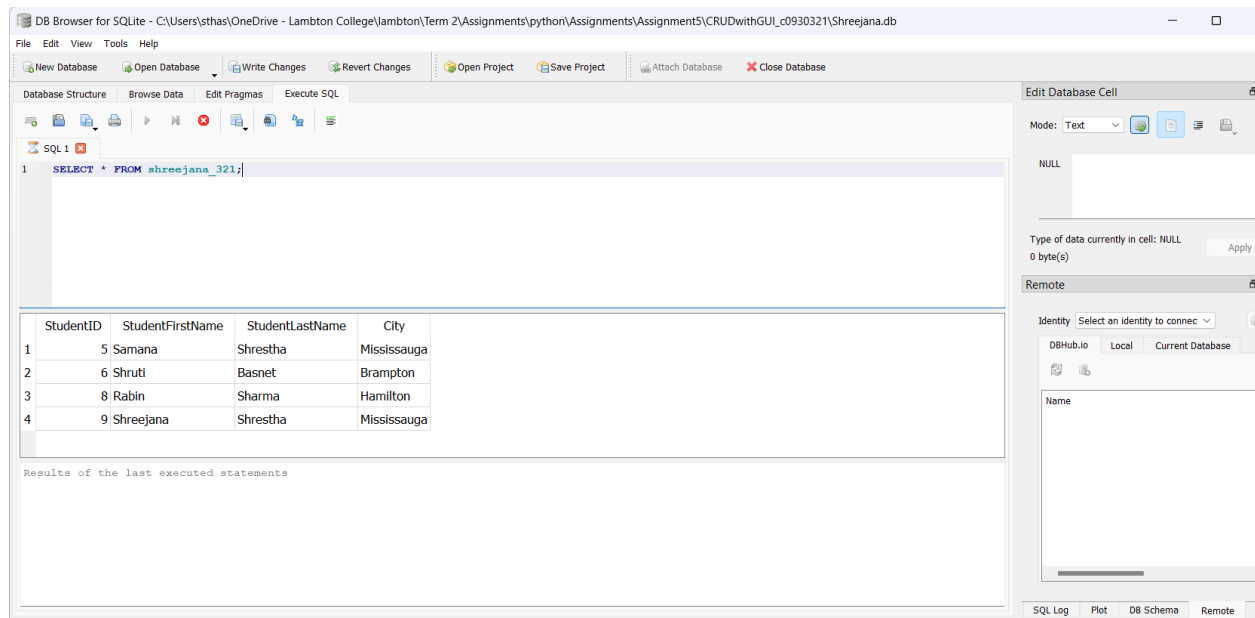 DB Browser for SQLite - C:\Users\sthas\OneDrive - Lambton College\lambton\Term 2\Assignments\python\Assignments\Assignment5\CRUDwithGUI_c0930321\Shreejana.db
File Edit View Tools Help
New Database Open Database Write Changes Revert Changes Open Project Save Project Attach Database Close Database
Database Structure Browse Data Edit Pragmas Execute SQL
SQL 1
1 SELECT * FROM shreejana_321;
StudentID StudentFirstName StudentLastName City
1 5 Samana Shrestha Mississauga
2 6 Shruti Basnet Brampton
3 8 Rabin Sharma Hamilton
4 9 Shreejana Shrestha Mississauga
Results of the last executed statements
Edit Database Cell
Mode: Text
NULL
Type of data currently in cell: NULL
0 byte(s)
Apply
Remote
Identity Select an identity to connec
DBHub.io Local Current Database
Name
SQL Log Plot DB Schema Remote